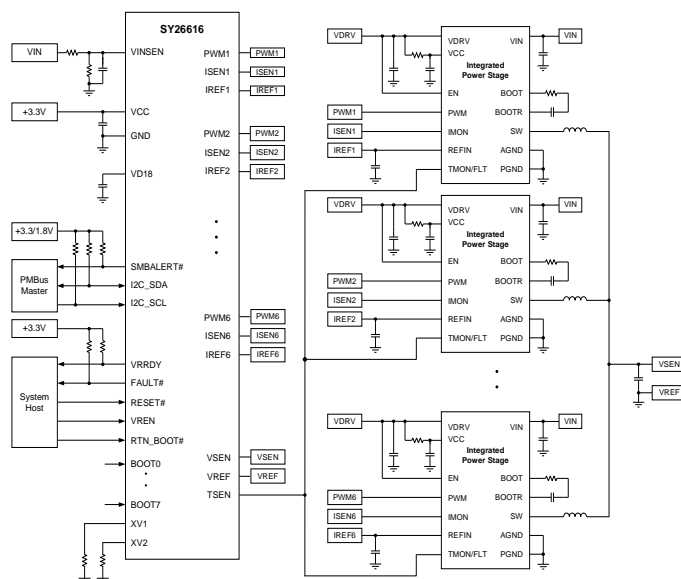 SY26616
VIN
VINSEN
+3.3V
VCC
GND
VD18
+3.3/1.8V
PMBus
Master
SMBALERT#
I2C_SDA
I2C_SCL
+3.3V
System
Host
VRRDY
FAULT#
RESET#
VREN
RTN_BOOT#
BOOT0
BOOT7
XV1
XV2
PWM1
PWM1
ISEN1
ISEN1
IREF1
IREF1
PWM2
PWM2
ISEN2
ISEN2
IREF2
IREF2
PWM6
PWM6
ISEN6
ISEN6
IREF6
IREF6
VSEN
VSEN
VREF
VREF
TSEN
VDRV
VDRV
VIN
VIN
VCC
Integrated
Power Stage
EN
BOOT
PWM1
PWM
BOOTR
ISEN1
IMON
SW
IREF1
REFIN
AGND
TMON/FLT
PGND
VDRV
VDRV
VIN
VIN
VCC
Integrated
Power Stage
EN
BOOT
PWM2
PWM
BOOTR
ISEN2
IMON
SW
IREF2
REFIN
AGND
TMON/FLT
PGND
VSEN
VREF
VDRV
VDRV
VIN
VIN
VCC
Integrated
Power Stage
EN
BOOT
PWM6
PWM
BOOTR
ISEN6
IMON
SW
IREF6
REFIN
AGND
TMON/FLT
PGND